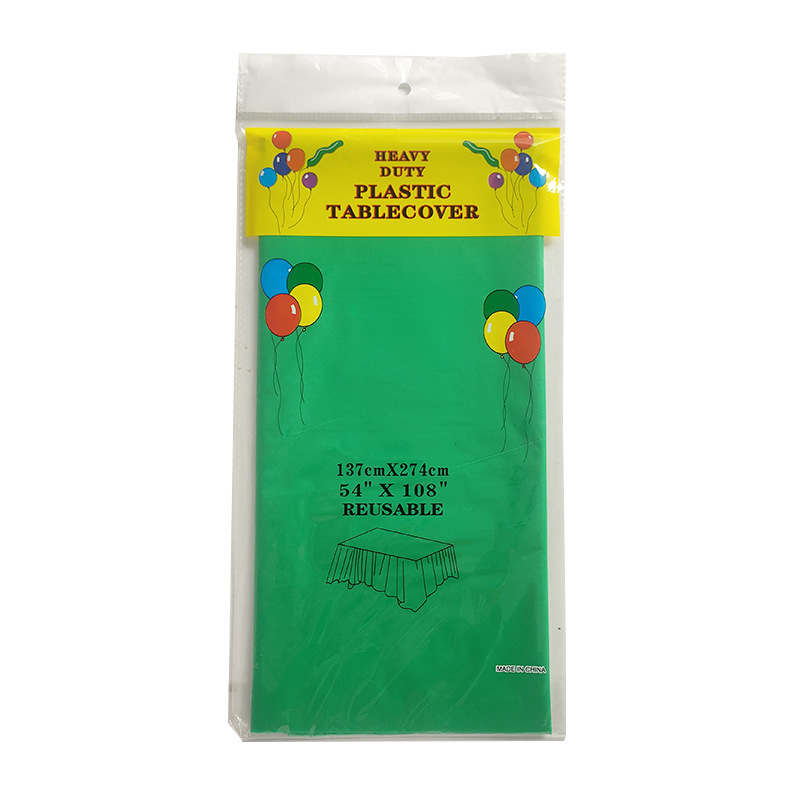 HEAVY
DUTY
PLASTIC
TABLECOVER
137cmX274cm
54" X 108"
REUSABLE
MADE IN CHINA